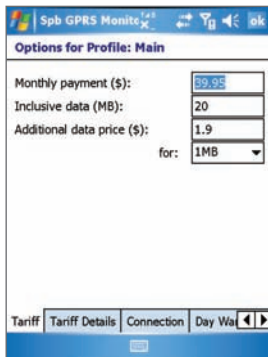 Spb GPRS Monito
ok
Options for Profile: Main
Monthly payment ($): 39.95
Inclusive data (MB): 20
Additional data price ($): 1.9
for: 1MB
Tariff Tariff Details Connection Day Wa